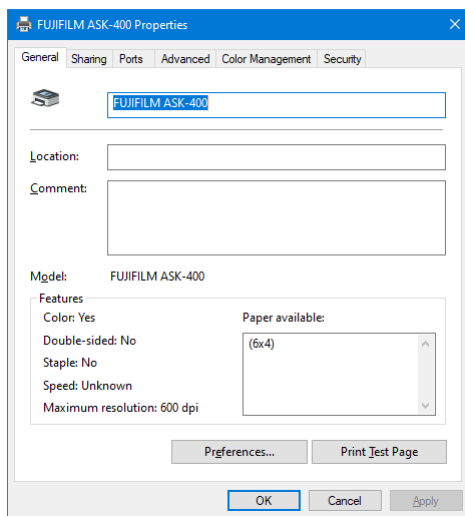 FUJIFILM ASK-400 Properties
General Sharing Ports Advanced Color Management Security
FUJIFILM ASK-400
Location:
Comment:
Model: FUJIFILM ASK-400
Features
Color: Yes Paper available:
Double-sided: No (6x4)
Staple: No
Speed: Unknown
Maximum resolution: 600 dpi
Preferences... Print Test Page
OK Cancel Apply